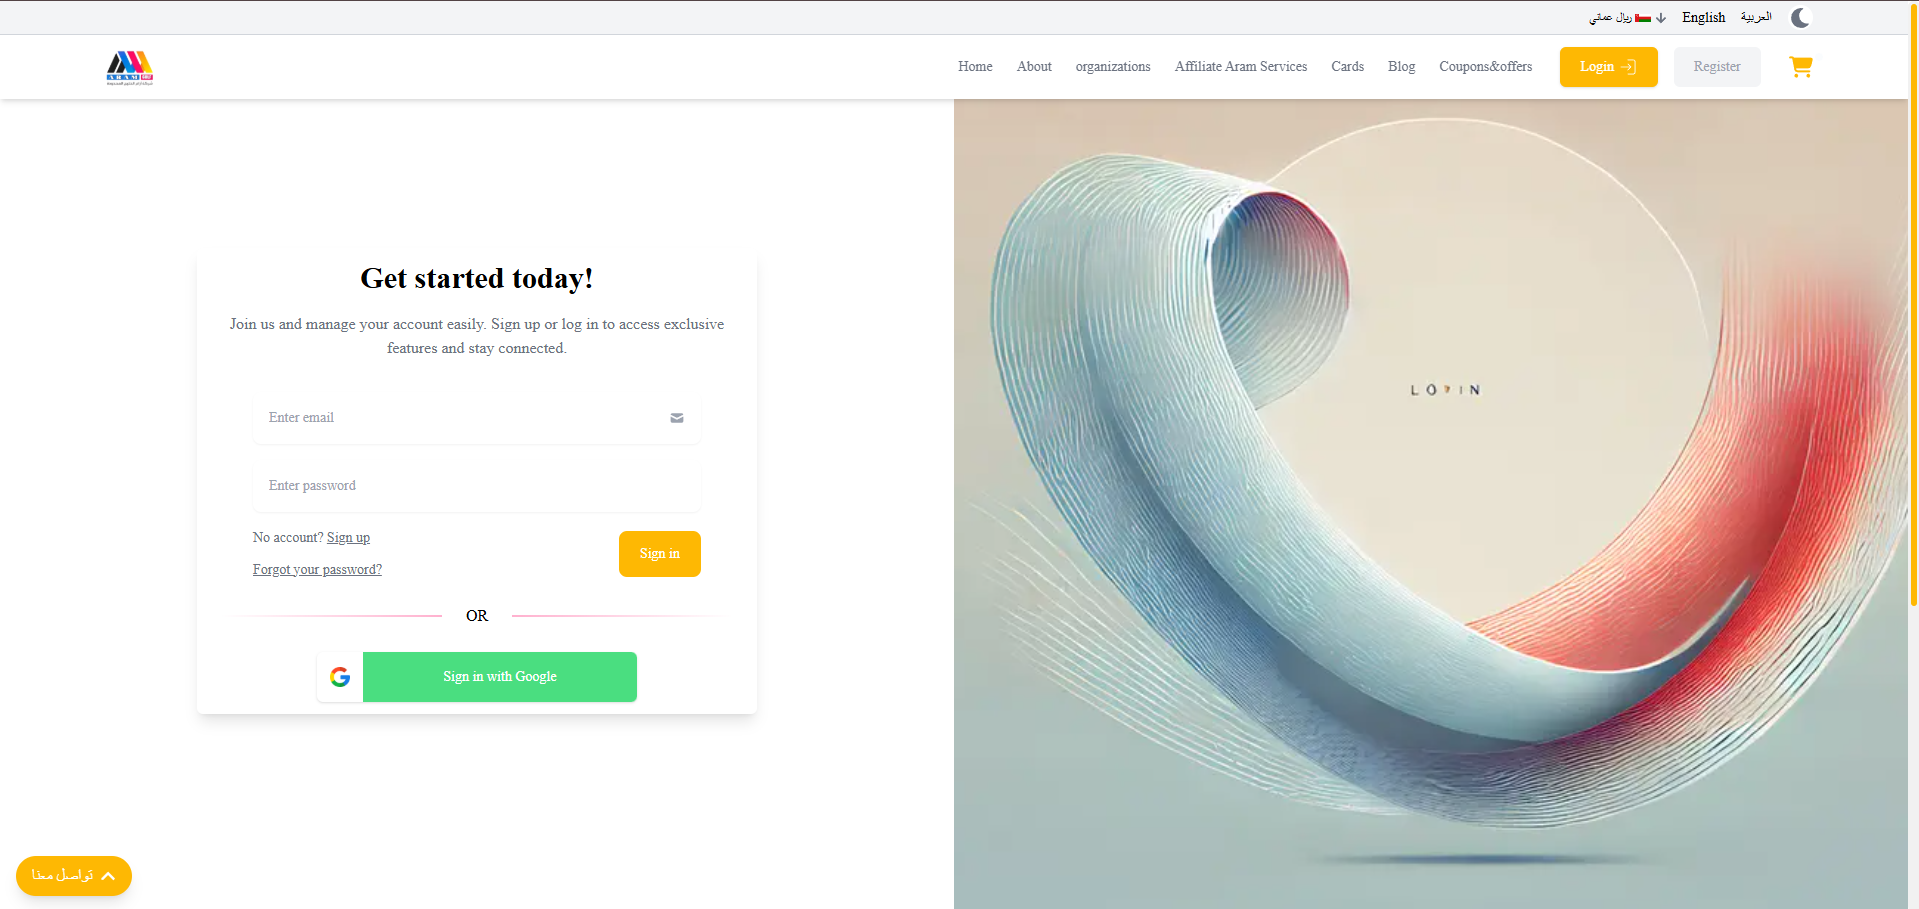 ريال عماني
English
العربية
ARAM
Home
About
organizations
Affiliate Aram Services
Cards
Blog
Coupons&offers
Login
Register
Get started today!
Join us and manage your account easily. Sign up or log in to access exclusive
features and stay connected.
Enter email
Enter password
No account? Sign up
Forgot your password?
Sign in
OR
Sign in with Google
تواصل معنا